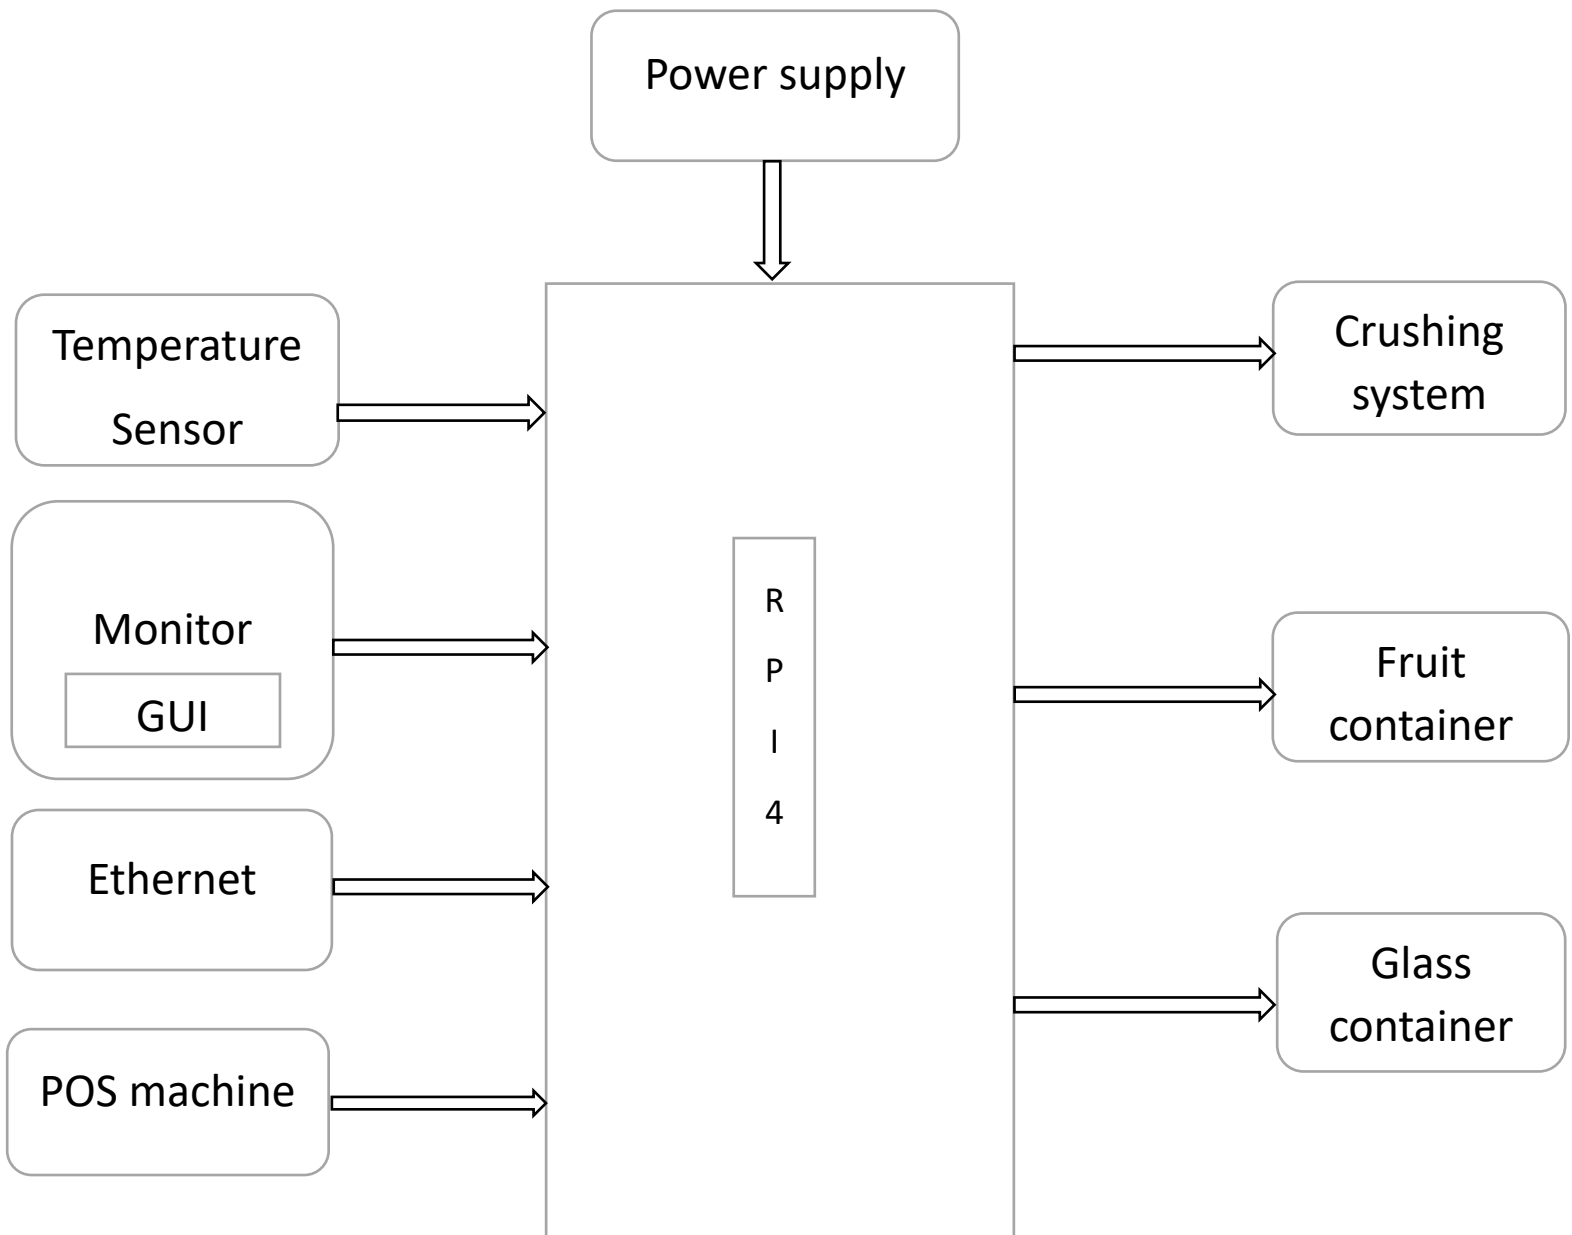 Power supply
Temperature
Sensor
Monitor
GUI
Ethernet
POS machine
R
P
I
4
Crushing
system
Fruit
container
Glass
container